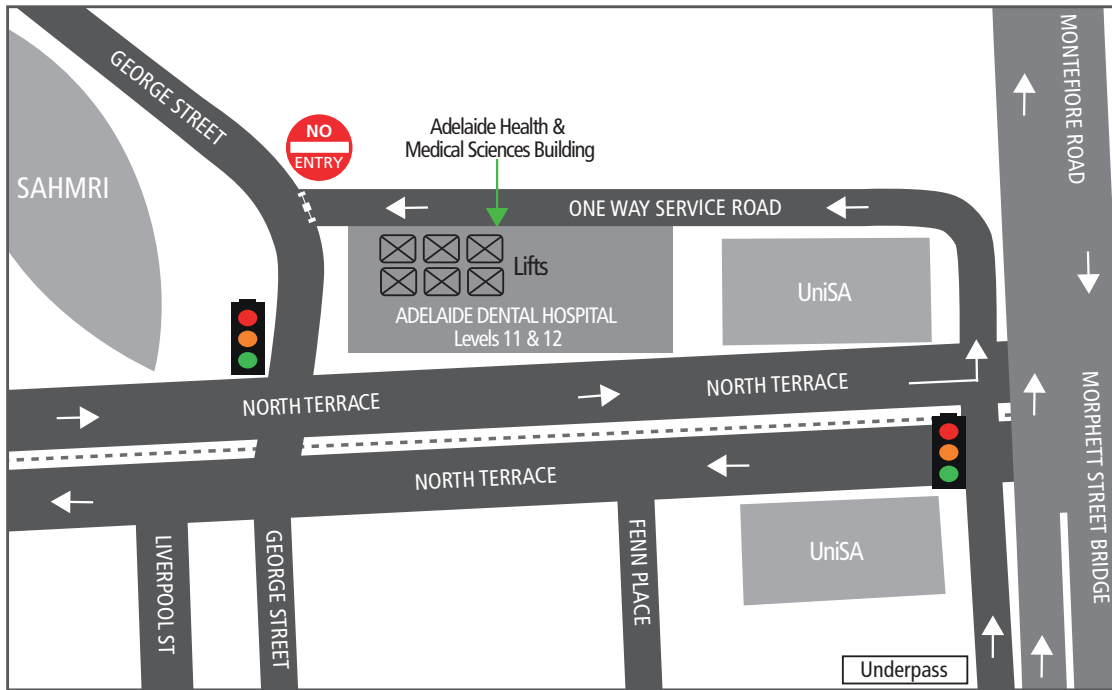 GEORGE STREET
MONTEFIORE ROAD
NO
ENTRY
Adelaide Health &
Medical Sciences Building
SAHMRI
ONE WAY SERVICE ROAD
Lifts
UniSA
ADELAIDE DENTAL HOSPITAL
Levels 11 & 12
NORTH TERRACE
NORTH TERRACE
MORPHETT STREET BRIDGE
NORTH TERRACE
LIVERPOOL ST
GEORGE STREET
FENN PLACE
UniSA
Underpass